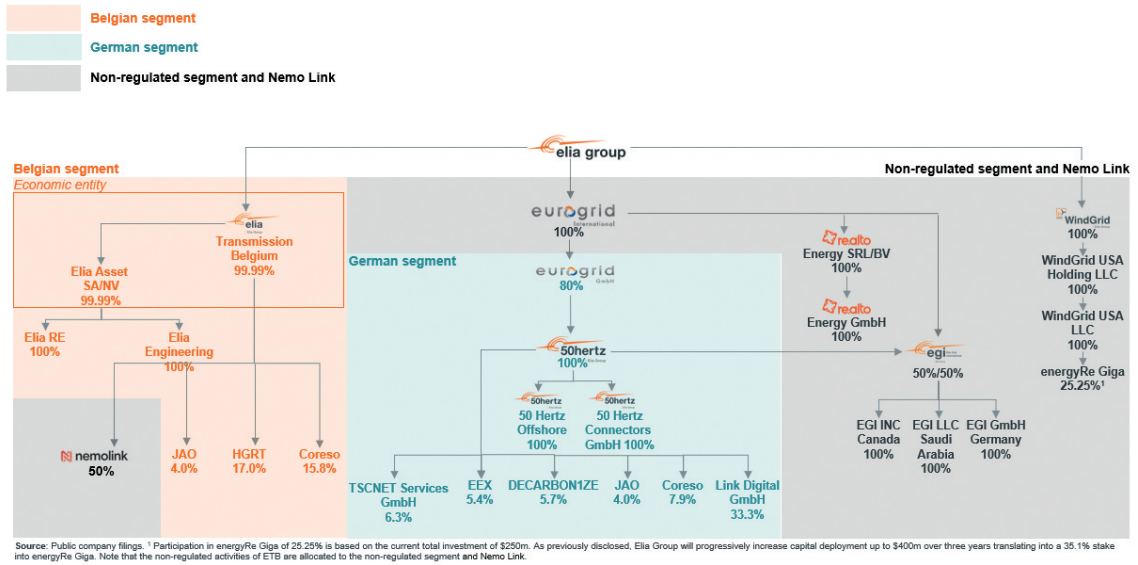 Belgian segment
German segment
Non-regulated segment and Nemo Link
elia group
Belgian segment
Non-regulated segment and Nemo Link
Economic entity
elia
Transmission
Belgium
99.99%
Elia Asset
SA/NV
99.99%
Elia RE
100%
Elia
Engineering
100%
nemolink
50%
JAO
4.0%
HGRT
17.0%
Coreso
15.8%
eurogrid
International
100%
German segment
eurogrid
GmbH
80%
50hertz
100%
50hertz
50 Hertz
Offshore
100%
50hertz
50 Hertz
Connectors
GmbH 100%
TSCNET Services
GmbH
6.3%
EEX
5.4%
DECARBON1ZE
5.7%
JAO
4.0%
Coreso
7.9%
Link Digital
GmbH
33.3%
realto
Energy SRL/BV
100%
realto
Energy GmbH
100%
egi
50%/50%
EGI INC
Canada
100%
EGI LLC
Saudi
Arabia
100%
EGI GmbH
Germany
100%
WindGrid
100%
WindGrid USA
Holding LLC
100%
WindGrid USA
LLC
100%
energyRe Giga
25.25%¹
Source: Public company filings. ¹ Participation in energyRe Giga of 25.25% is based on the current total investment of $250m. As previously disclosed, Elia Group will progressively increase capital deployment up to $400m over three years translating into a 35.1% stake
into energyRe Giga. Note that the non-regulated activities of ETB are allocated to the non-regulated segment and Nemo Link.